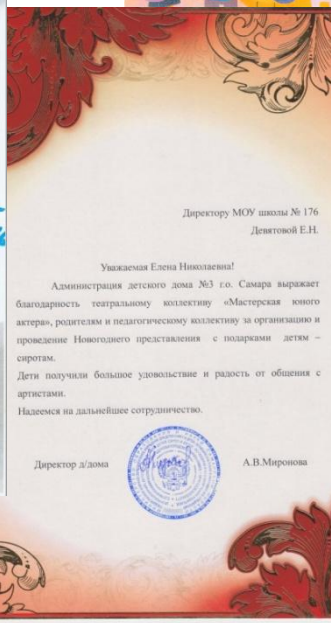 Директору МОУ школы № 176
Девятовой Е.Н.
Уважаемая Елена Николаевна!
Администрация детского дома №3 г.о. Самара выражает
благодарность театральному коллективу «Мастерская юного
актера», родителям и педагогическому коллективу за организацию и
проведение Новогоднего представления с подарками детям –
сиротам.
Дети получили большое удовольствие и радость от общения с
артистами.
Надеемся на дальнейшее сотрудничество.
Директор д/дома
А.В.Миронова